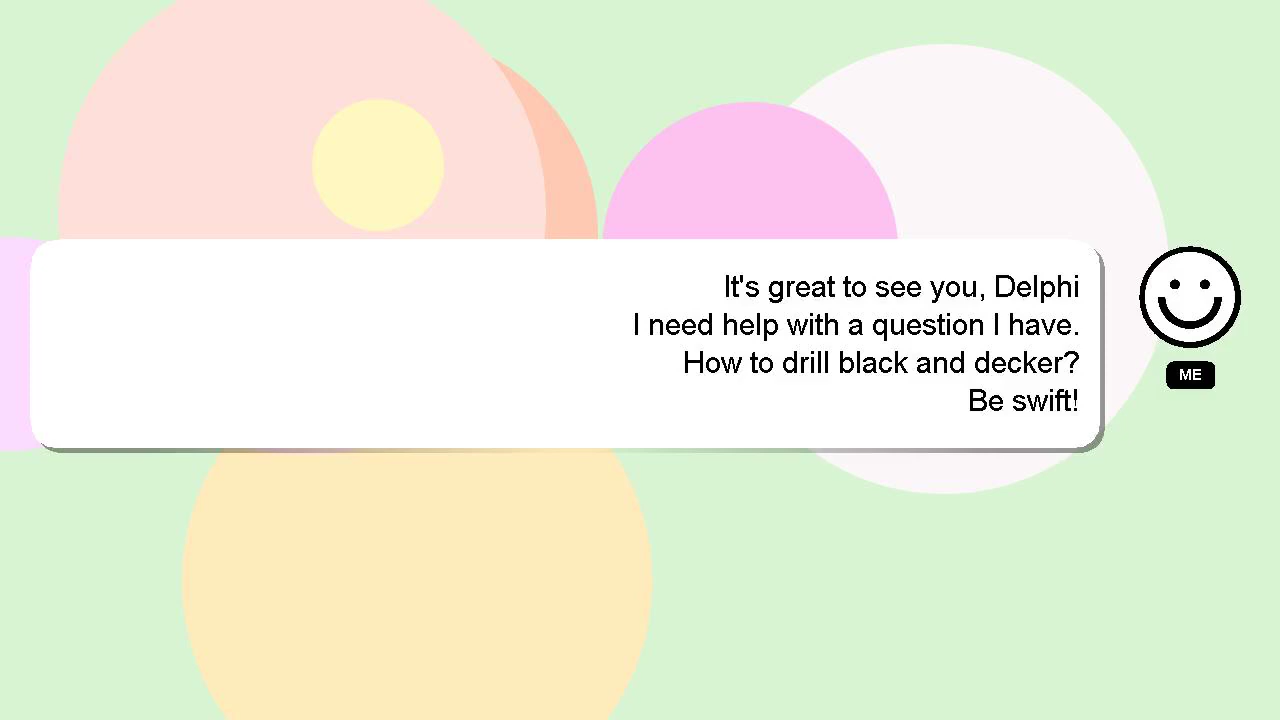 It's great to see you, Delphi
I need help with a question I have.
How to drill black and decker?
Be swift!
ME